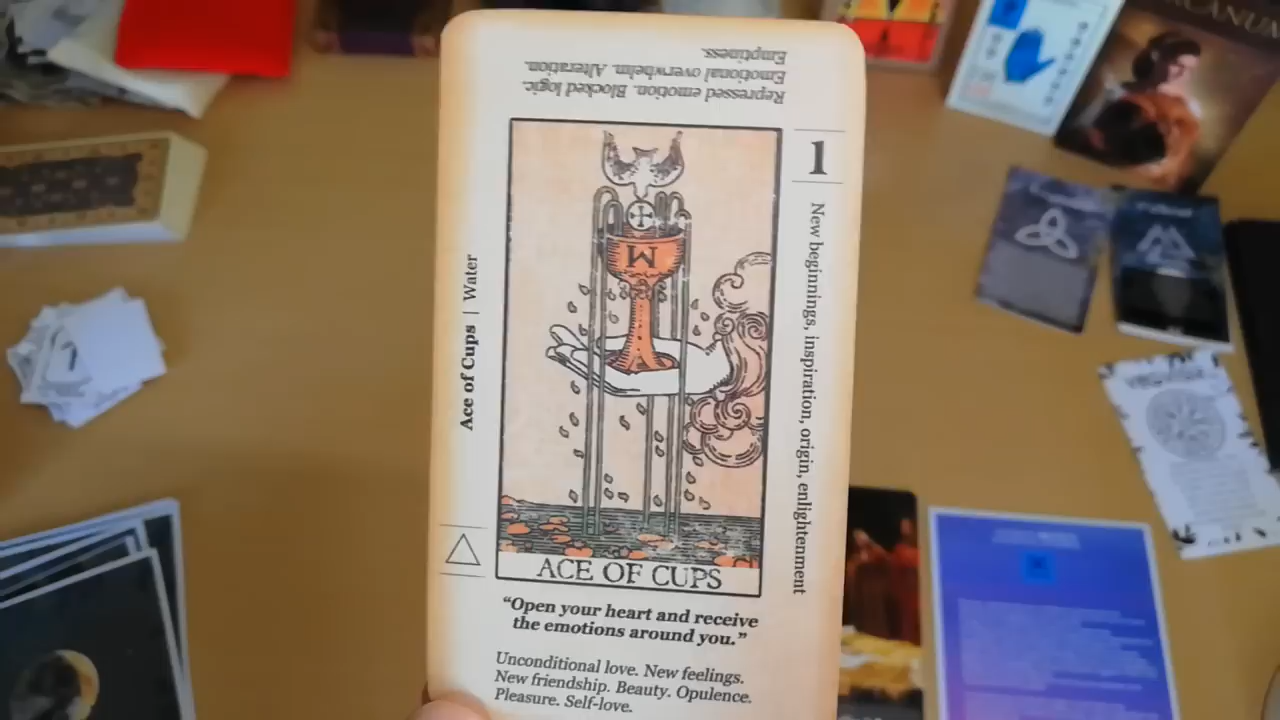 Repressed emotion. Blocked logic.
Emotional overwhelm. Alteration.
Emptiness.
1
New beginnings, inspiration, origin, enlightenment
Ace of Cups | Water
M
ACE OF CUPS
“Open your heart and receive
the emotions around you.”
Unconditional love. New feelings.
New friendship. Beauty. Opulence.
Pleasure. Self-love.
ARCANUM